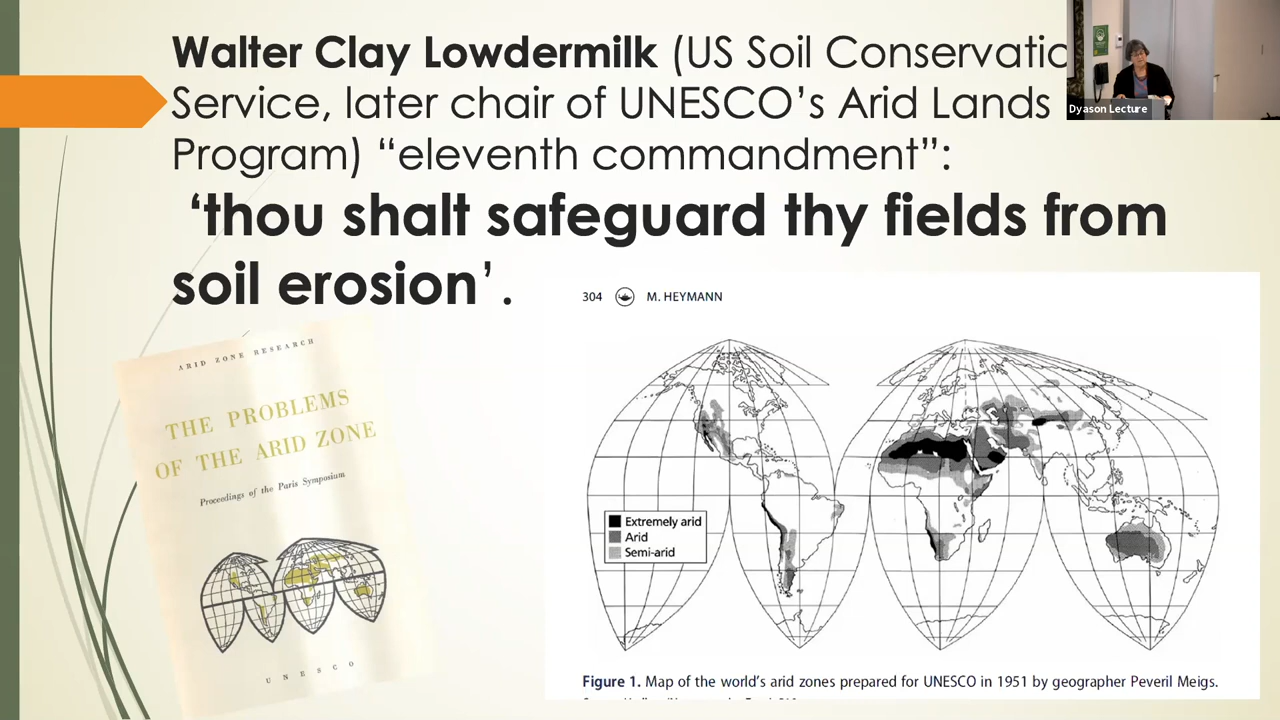 Walter Clay Lowdermilk (US Soil Conservatio
Service, later chair of UNESCO’s Arid Lands
Program) “eleventh commandment”:
‘thou shalt safeguard thy fields from
soil erosion’.
Dyason Lecture
304 M. HEYMANN
Extremely arid
Arid
Semi-arid
Figure 1. Map of the world’s arid zones prepared for UNESCO in 1951 by geographer Peveril Meigs.
ARID ZONE RESEARCH
THE PROBLEMS
OF THE ARID ZONE
Proceedings of the Paris Symposium
UNESCO